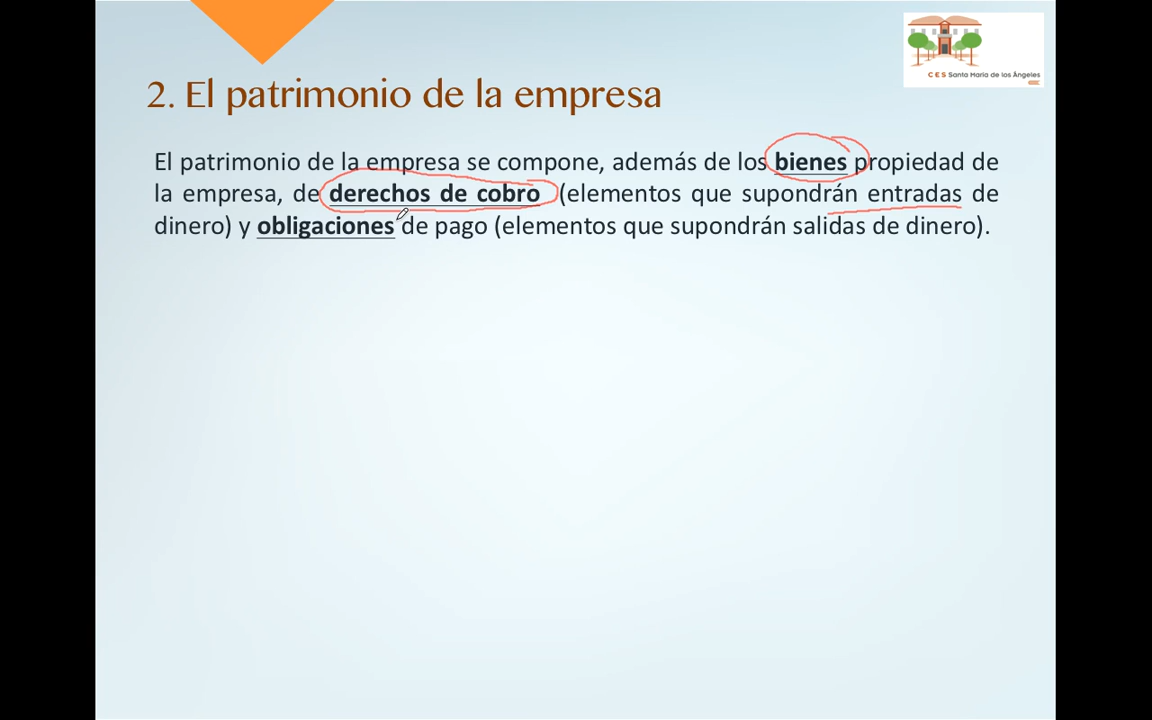 C E S Santa María de los Ángeles
2. El patrimonio de la empresa
El patrimonio de la empresa se compone, además de los bienes propiedad de
la empresa, de derechos de cobro (elementos que supondrán entradas de
dinero) y obligaciones de pago (elementos que supondrán salidas de dinero).